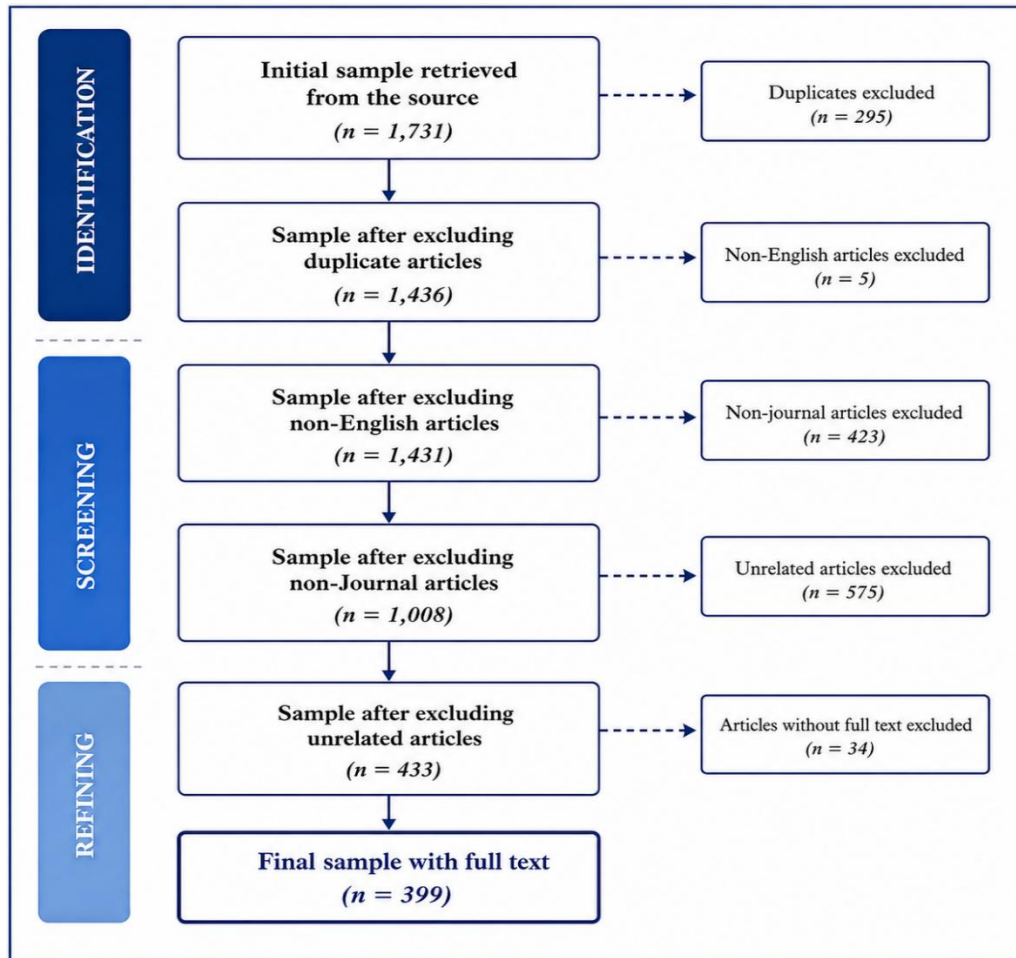 IDENTIFICATION
Initial sample retrieved
from the source
(n = 1,731)
Duplicates excluded
(n = 295)
Sample after excluding
duplicate articles
(n = 1,436)
Non-English articles excluded
(n = 5)
SCREENING
Sample after excluding
non-English articles
(n = 1,431)
Non-journal articles excluded
(n = 423)
Sample after excluding
non-Journal articles
(n = 1,008)
Unrelated articles excluded
(n = 575)
REFINING
Sample after excluding
unrelated articles
(n = 433)
Articles without full text excluded
(n = 34)
Final sample with full text
(n = 399)